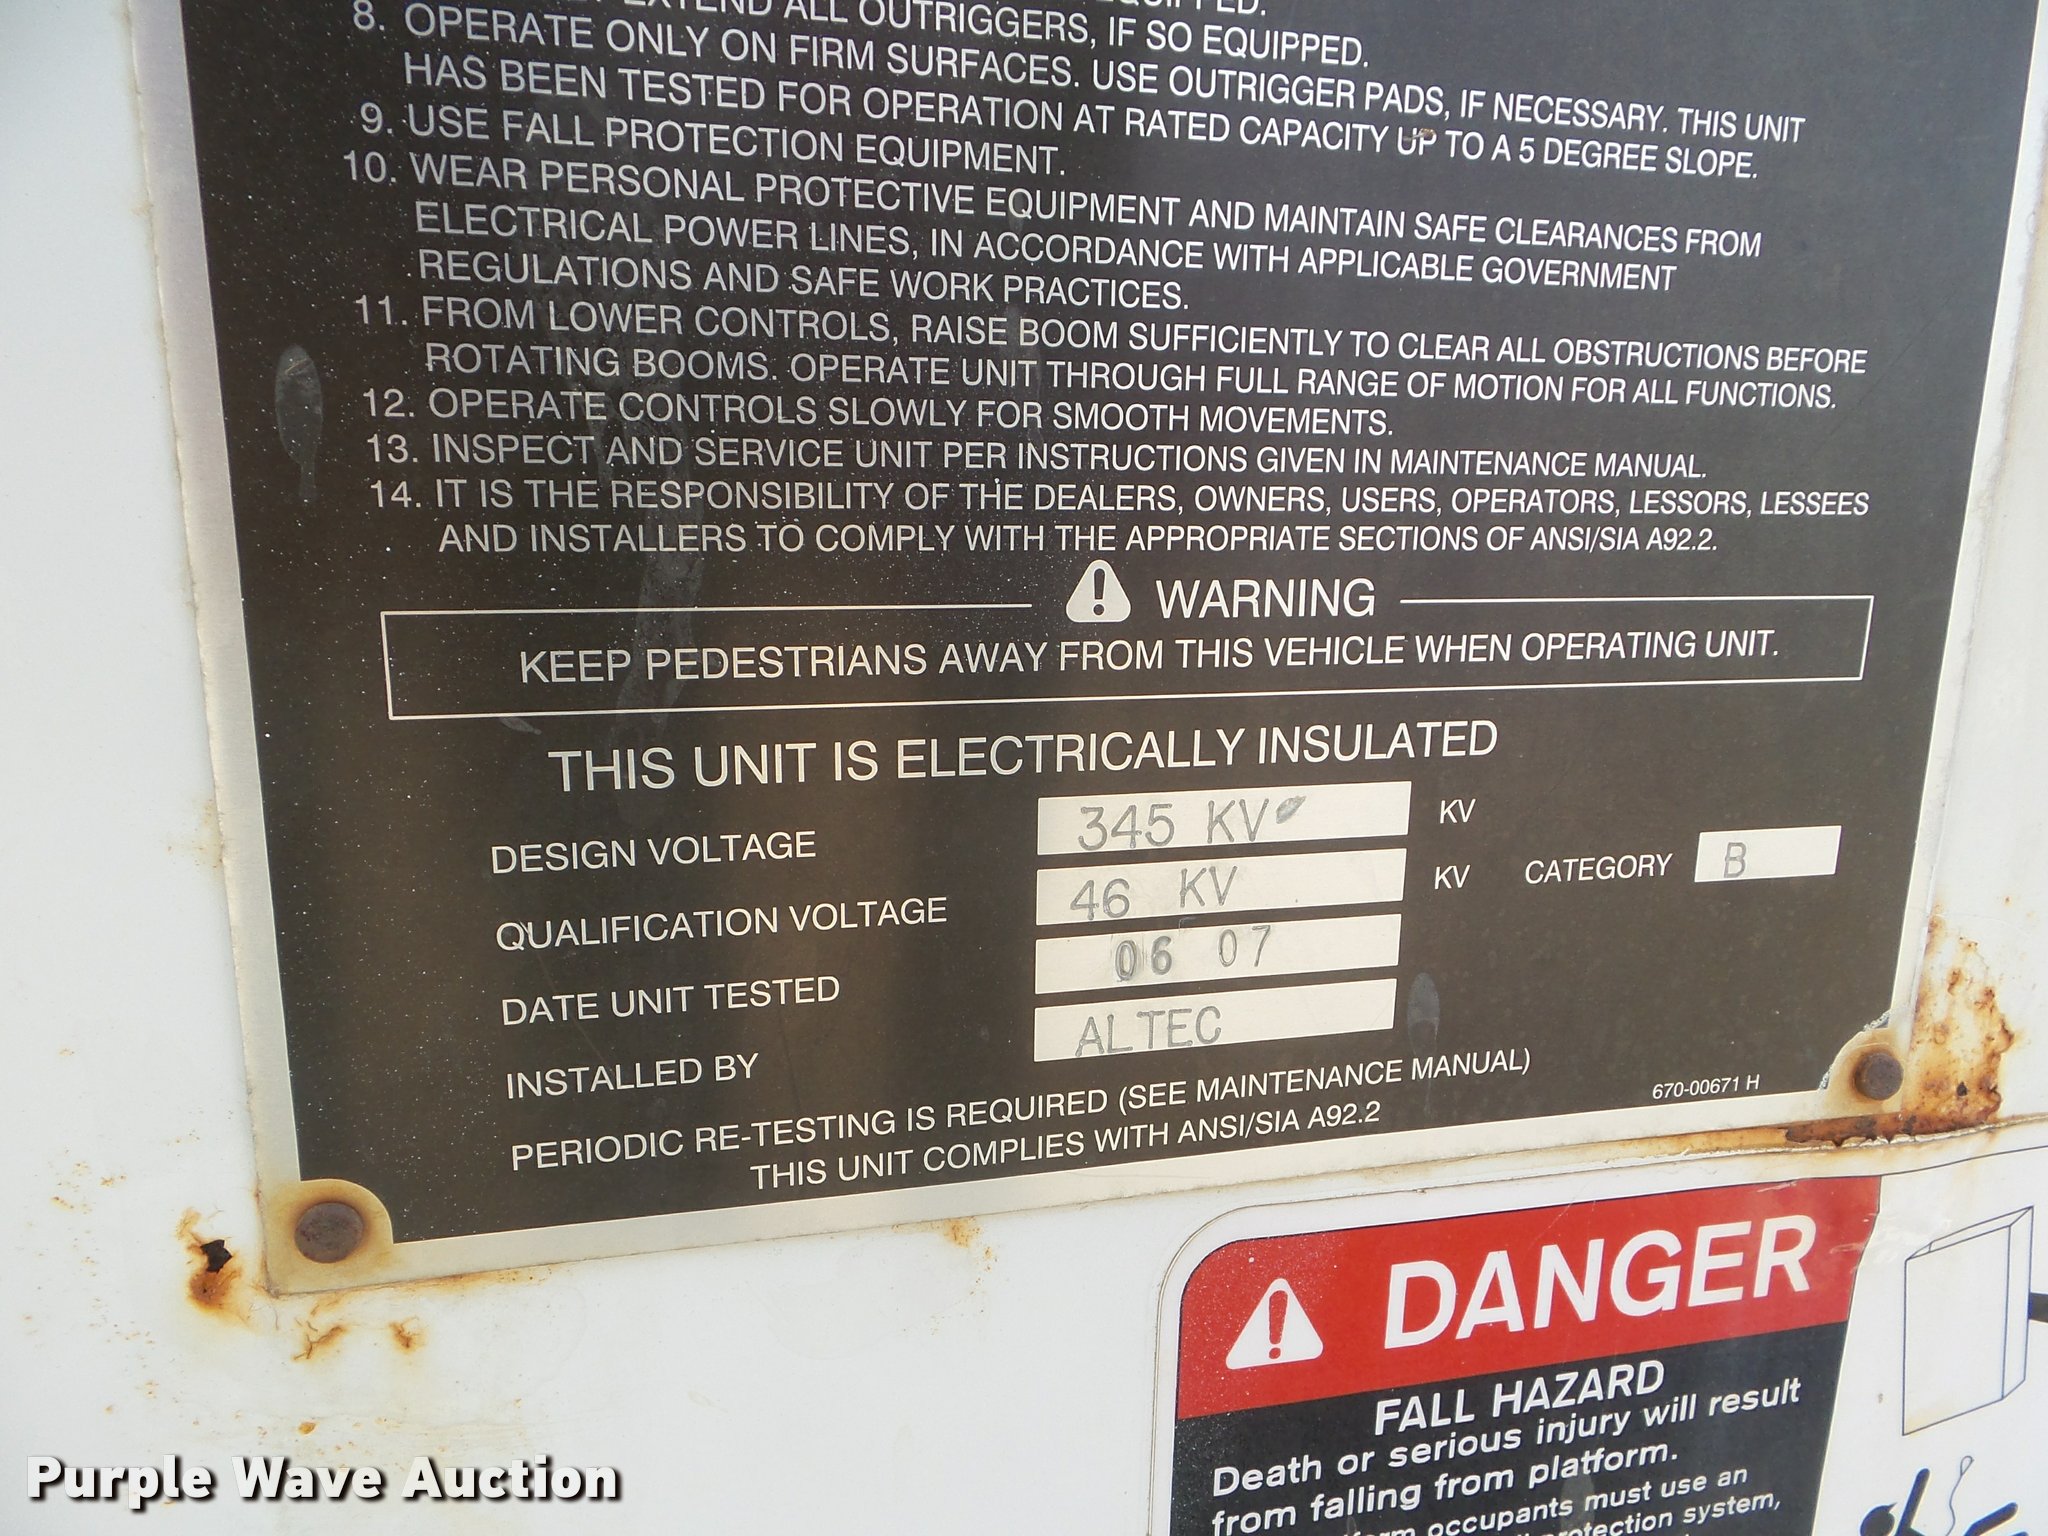 EXTEND ALL OUTRIGGERS, IF SO EQUIPPED.
8. OPERATE ONLY ON FIRM SURFACES. USE OUTRIGGER PADS, IF NECESSARY. THIS UNIT
HAS BEEN TESTED FOR OPERATION AT RATED CAPACITY UP TO A 5 DEGREE SLOPE.
9. USE FALL PROTECTION EQUIPMENT.
10. WEAR PERSONAL PROTECTIVE EQUIPMENT AND MAINTAIN SAFE CLEARANCES FROM
ELECTRICAL POWER LINES, IN ACCORDANCE WITH APPLICABLE GOVERNMENT
REGULATIONS AND SAFE WORK PRACTICES.
11. FROM LOWER CONTROLS, RAISE BOOM SUFFICIENTLY TO CLEAR ALL OBSTRUCTIONS BEFORE
ROTATING BOOMS. OPERATE UNIT THROUGH FULL RANGE OF MOTION FOR ALL FUNCTIONS.
12. OPERATE CONTROLS SLOWLY FOR SMOOTH MOVEMENTS.
13. INSPECT AND SERVICE UNIT PER INSTRUCTIONS GIVEN IN MAINTENANCE MANUAL.
14. IT IS THE RESPONSIBILITY OF THE DEALERS, OWNERS, USERS, OPERATORS, LESSORS, LESSEES
AND INSTALLERS TO COMPLY WITH THE APPROPRIATE SECTIONS OF ANSI/SIA A92.2.
WARNING
KEEP PEDESTRIANS AWAY FROM THIS VEHICLE WHEN OPERATING UNIT.
THIS UNIT IS ELECTRICALLY INSULATED
DESIGN VOLTAGE 345 KV KV
QUALIFICATION VOLTAGE 46 KV KV CATEGORY B
DATE UNIT TESTED 06 07
INSTALLED BY ALTEC
PERIODIC RE-TESTING IS REQUIRED (SEE MAINTENANCE MANUAL)
THIS UNIT COMPLIES WITH ANSI/SIA A92.2
670-00671 H
DANGER
FALL HAZARD
Death or serious injury will result
from falling from platform.
occupants must use an
protection system,
Purple Wave Auction